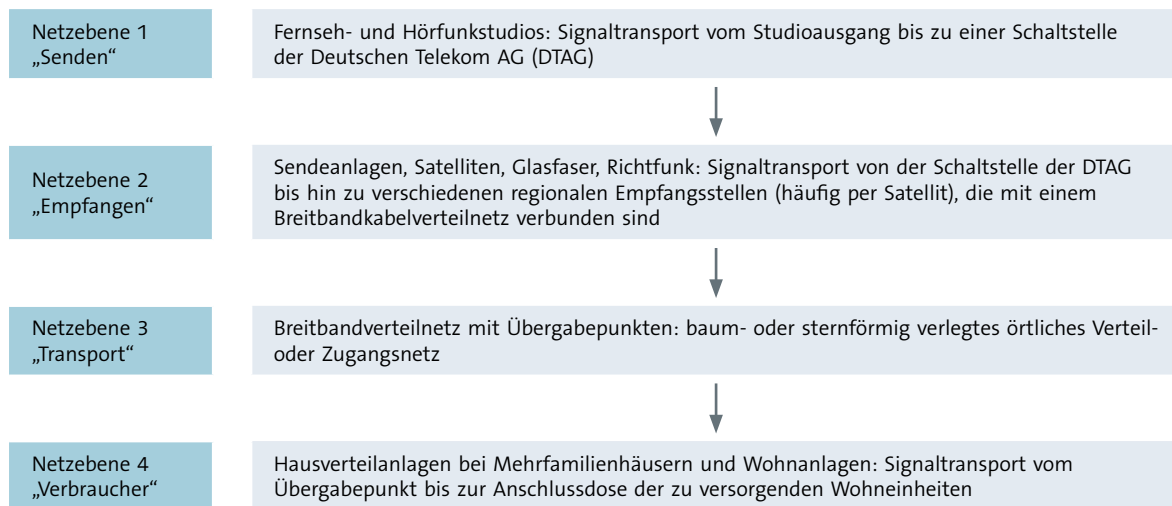 Netzebene 1
„Senden“
Fernseh- und Hörfunkstudios: Signaltransport vom Studioausgang bis zu einer Schaltstelle
der Deutschen Telekom AG (DTAG)
Netzebene 2
„Empfangen“
Sendeanlagen, Satelliten, Glasfaser, Richtfunk: Signaltransport von der Schaltstelle der DTAG
bis hin zu verschiedenen regionalen Empfangsstellen (häufig per Satellit), die mit einem
Breitbandkabelverteilnetz verbunden sind
Netzebene 3
„Transport“
Breitbandverteilnetz mit Übergabepunkten: baum- oder sternförmig verlegtes örtliches Verteil-
oder Zugangsnetz
Netzebene 4
„Verbraucher“
Hausverteilanlagen bei Mehrfamilienhäusern und Wohnanlagen: Signaltransport vom
Übergabepunkt bis zur Anschlussdose der zu versorgenden Wohneinheiten